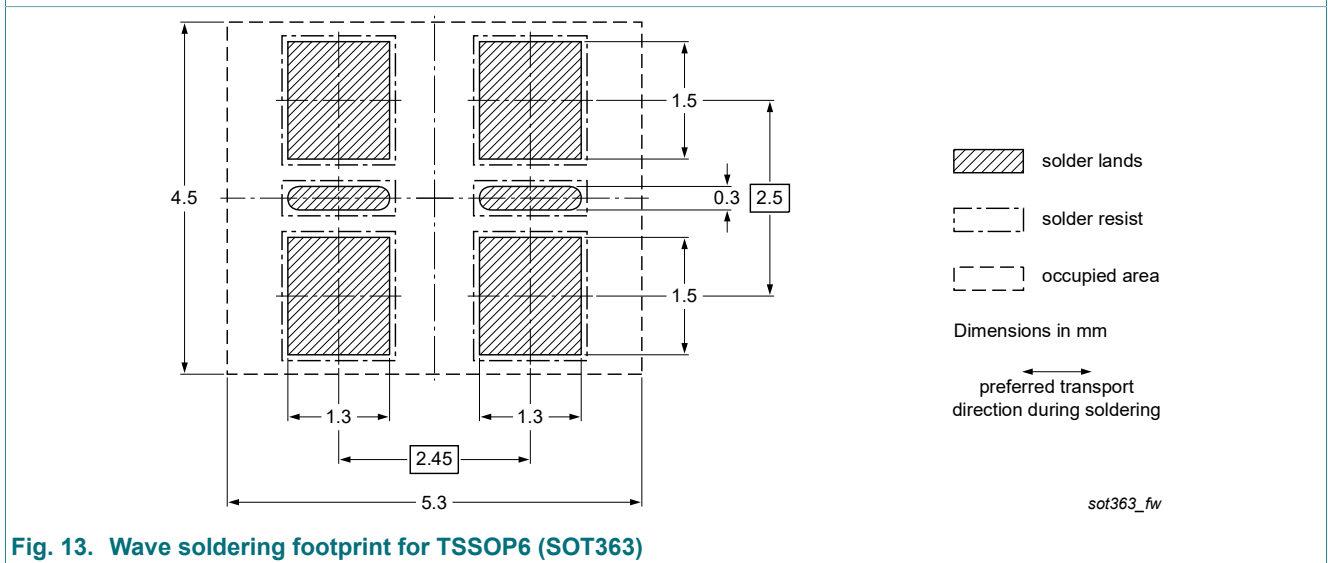 1.5
4.5
0.3
2.5
1.5
1.3
1.3
2.45
5.3
solder lands
solder resist
occupied area
Dimensions in mm
preferred transport
direction during soldering
sot363_fw
Fig. 13. Wave soldering footprint for TSSOP6 (SOT363)